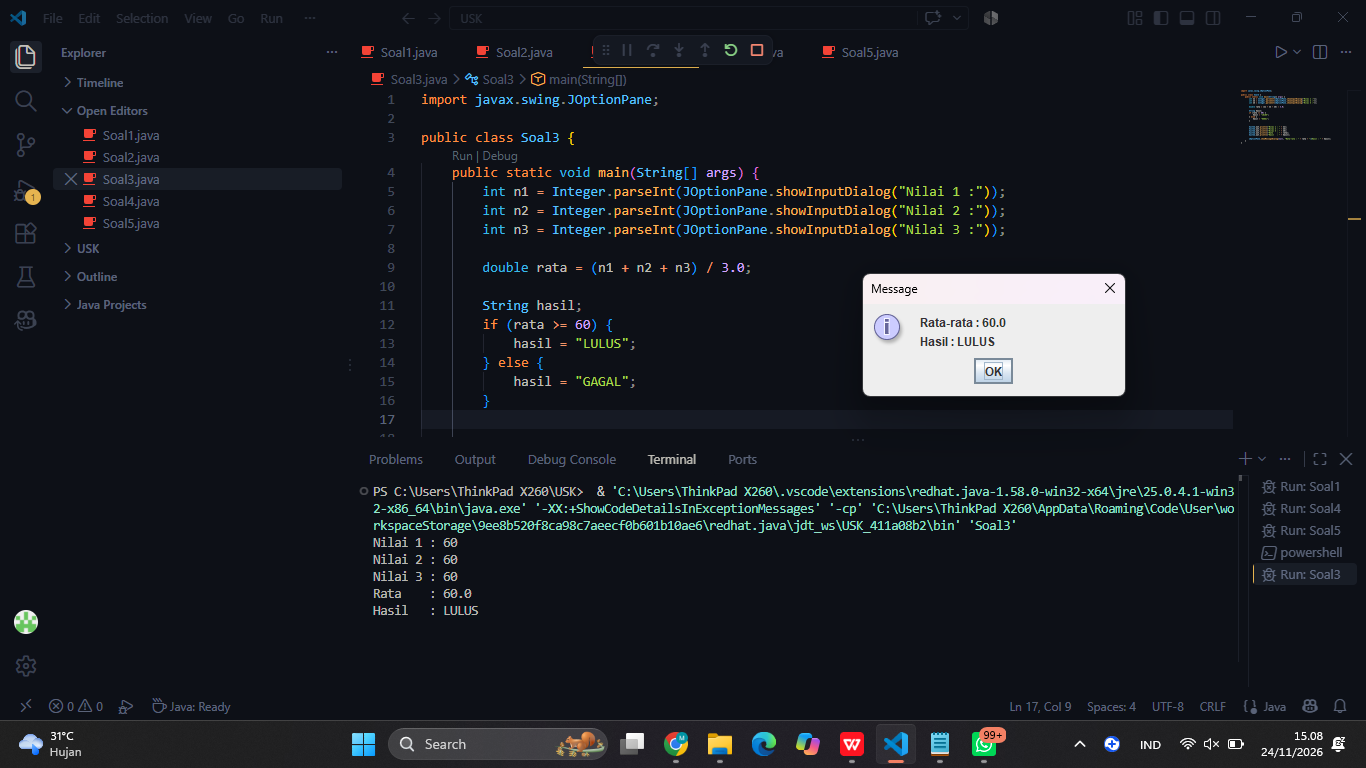 File Edit Selection View Go Run ··· USK
Explorer ···
Timeline
Open Editors
Soal1.java
Soal2.java
Soal3.java
Soal4.java
Soal5.java
1
USK
Outline
Java Projects
Soal1.java Soal2.java va Soal5.java
Soal3.java > Soal3 > main(String[])
1 import javax.swing.JOptionPane;
2
3 public class Soal3 {
Run | Debug
4 public static void main(String[] args) {
5 int n1 = Integer.parseInt(JOptionPane.showInputDialog("Nilai 1 :"));
6 int n2 = Integer.parseInt(JOptionPane.showInputDialog("Nilai 2 :"));
7 int n3 = Integer.parseInt(JOptionPane.showInputDialog("Nilai 3 :"));
8
9 double rata = (n1 + n2 + n3) / 3.0;
10
11 String hasil;
12 if (rata >= 60) {
13 hasil = "LULUS";
14 } else {
15 hasil = "GAGAL";
16 }
17
Message
Rata-rata : 60.0
Hasil : LULUS
OK
Problems Output Debug Console Terminal Ports
PS C:\Users\ThinkPad X260\USK> & 'C:\Users\ThinkPad X260\.vscode\extensions\redhat.java-1.58.0-win32-x64\jre\25.0.4.1-win3
2-x86_64\bin\java.exe' '-XX:+ShowCodeDetailsInExceptionMessages' '-cp' 'C:\Users\ThinkPad X260\AppData\Roaming\Code\User\wo
rkspaceStorage\9ee8b520f8ca98c7aeecf0b601b10ae6\redhat.java\jdt_ws\USK_411a08b2\bin' 'Soal3'
Nilai 1 : 60
Nilai 2 : 60
Nilai 3 : 60
Rata : 60.0
Hasil : LULUS
Run: Soal1
Run: Soal4
Run: Soal5
powershell
Run: Soal3
0 0 Java: Ready Ln 17, Col 9 Spaces: 4 UTF-8 CRLF Java
31°C
Hujan
Search
99+
IND
15.08
24/11/2026